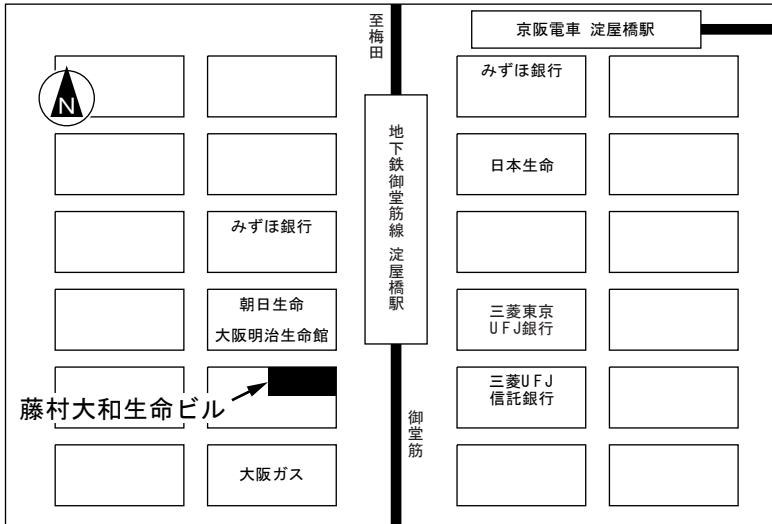 至梅田
京阪電車 淀屋橋駅
みずほ銀行
N
地下鉄御堂筋線 淀屋橋駅
日本生命
みずほ銀行
朝日生命
大阪明治生命館
三菱東京
UFJ銀行
三菱UFJ
信託銀行
藤村大和生命ビル
御堂筋
大阪ガス